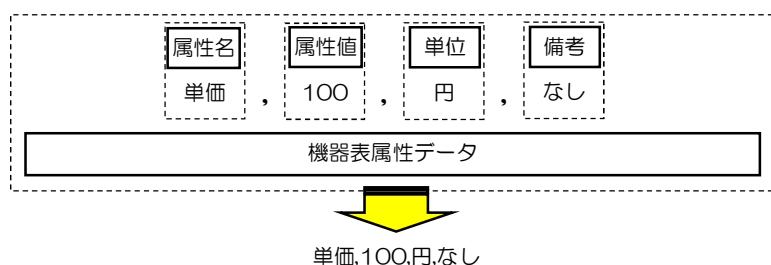 属性名 属性値 単位 備考
単価 , 100 , 円 , なし
機器表属性データ
単価,100,円,なし